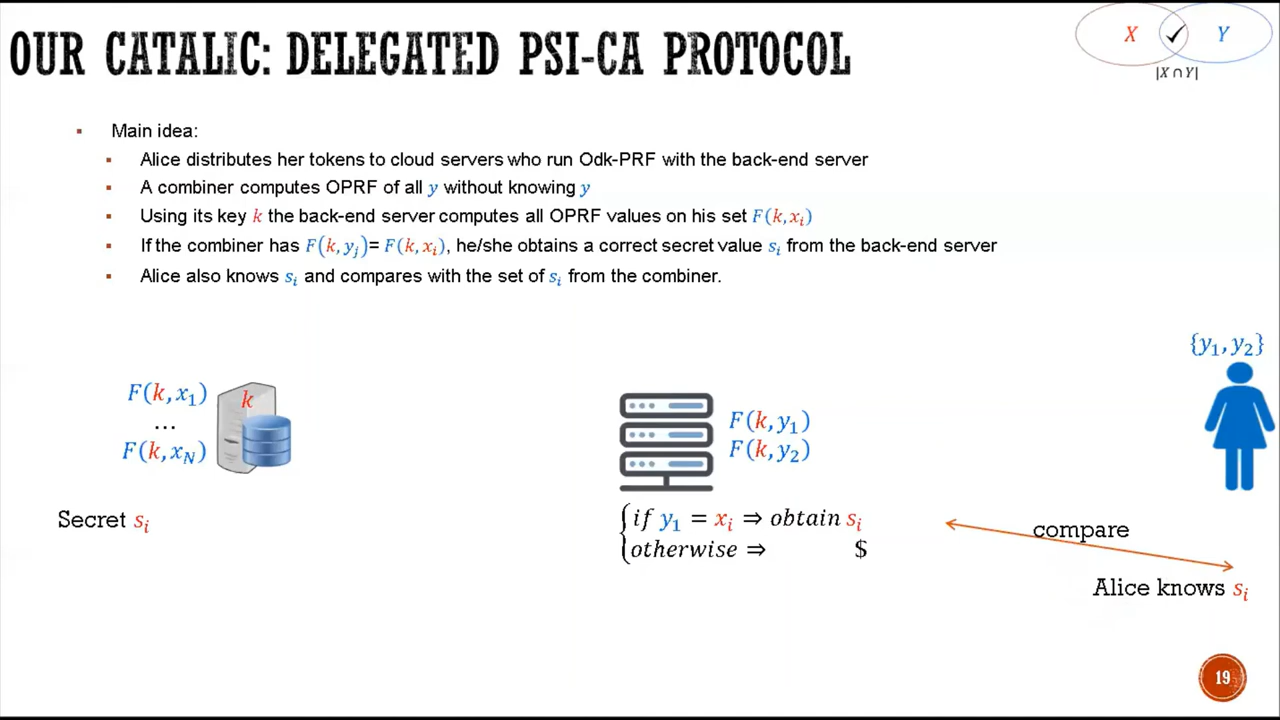 OUR CATALIC: DELEGATED PSI-CA PROTOCOL
X ✓ Y
|X ∩ Y|
▪ Main idea:
▪ Alice distributes her tokens to cloud servers who run Odk-PRF with the back-end server
▪ A combiner computes OPRF of all y without knowing y
▪ Using its key k the back-end server computes all OPRF values on his set F(k,xᵢ)
▪ If the combiner has F(k,yⱼ)= F(k,xᵢ), he/she obtains a correct secret value sᵢ from the back-end server
▪ Alice also knows sᵢ and compares with the set of sᵢ from the combiner.
{y₁,y₂}
F(k,x₁)
k
...
F(k,x_N)
F(k,y₁)
F(k,y₂)
Secret sᵢ
{if y₁ = xᵢ ⇒ obtain sᵢ
otherwise ⇒ $
compare
Alice knows sᵢ
19